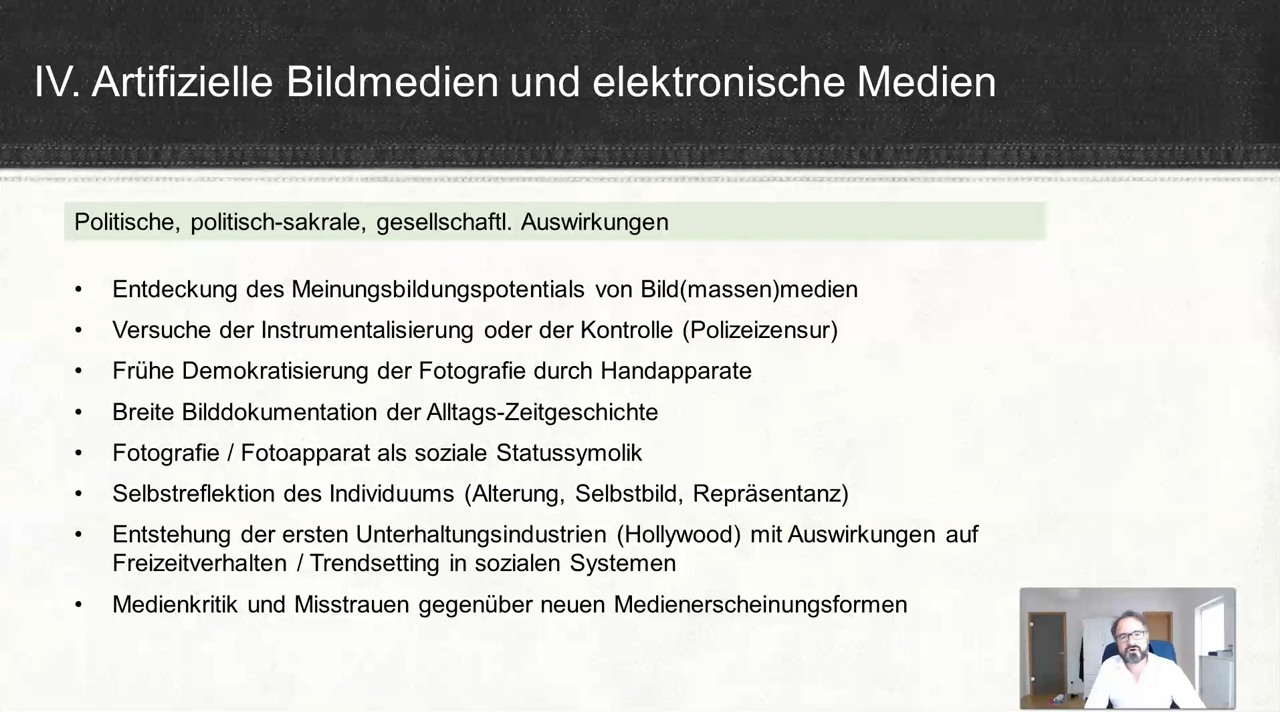 IV. Artifizielle Bildmedien und elektronische Medien
Politische, politisch-sakrale, gesellschaftl. Auswirkungen
• Entdeckung des Meinungsbildungspotentials von Bild(massen)medien
• Versuche der Instrumentalisierung oder der Kontrolle (Polizeizensur)
• Frühe Demokratisierung der Fotografie durch Handapparate
• Breite Bilddokumentation der Alltags-Zeitgeschichte
• Fotografie / Fotoapparat als soziale Statussymolik
• Selbstreflektion des Individuums (Alterung, Selbstbild, Repräsentanz)
• Entstehung der ersten Unterhaltungsindustrien (Hollywood) mit Auswirkungen auf
Freizeitverhalten / Trendsetting in sozialen Systemen
• Medienkritik und Misstrauen gegenüber neuen Medienerscheinungsformen